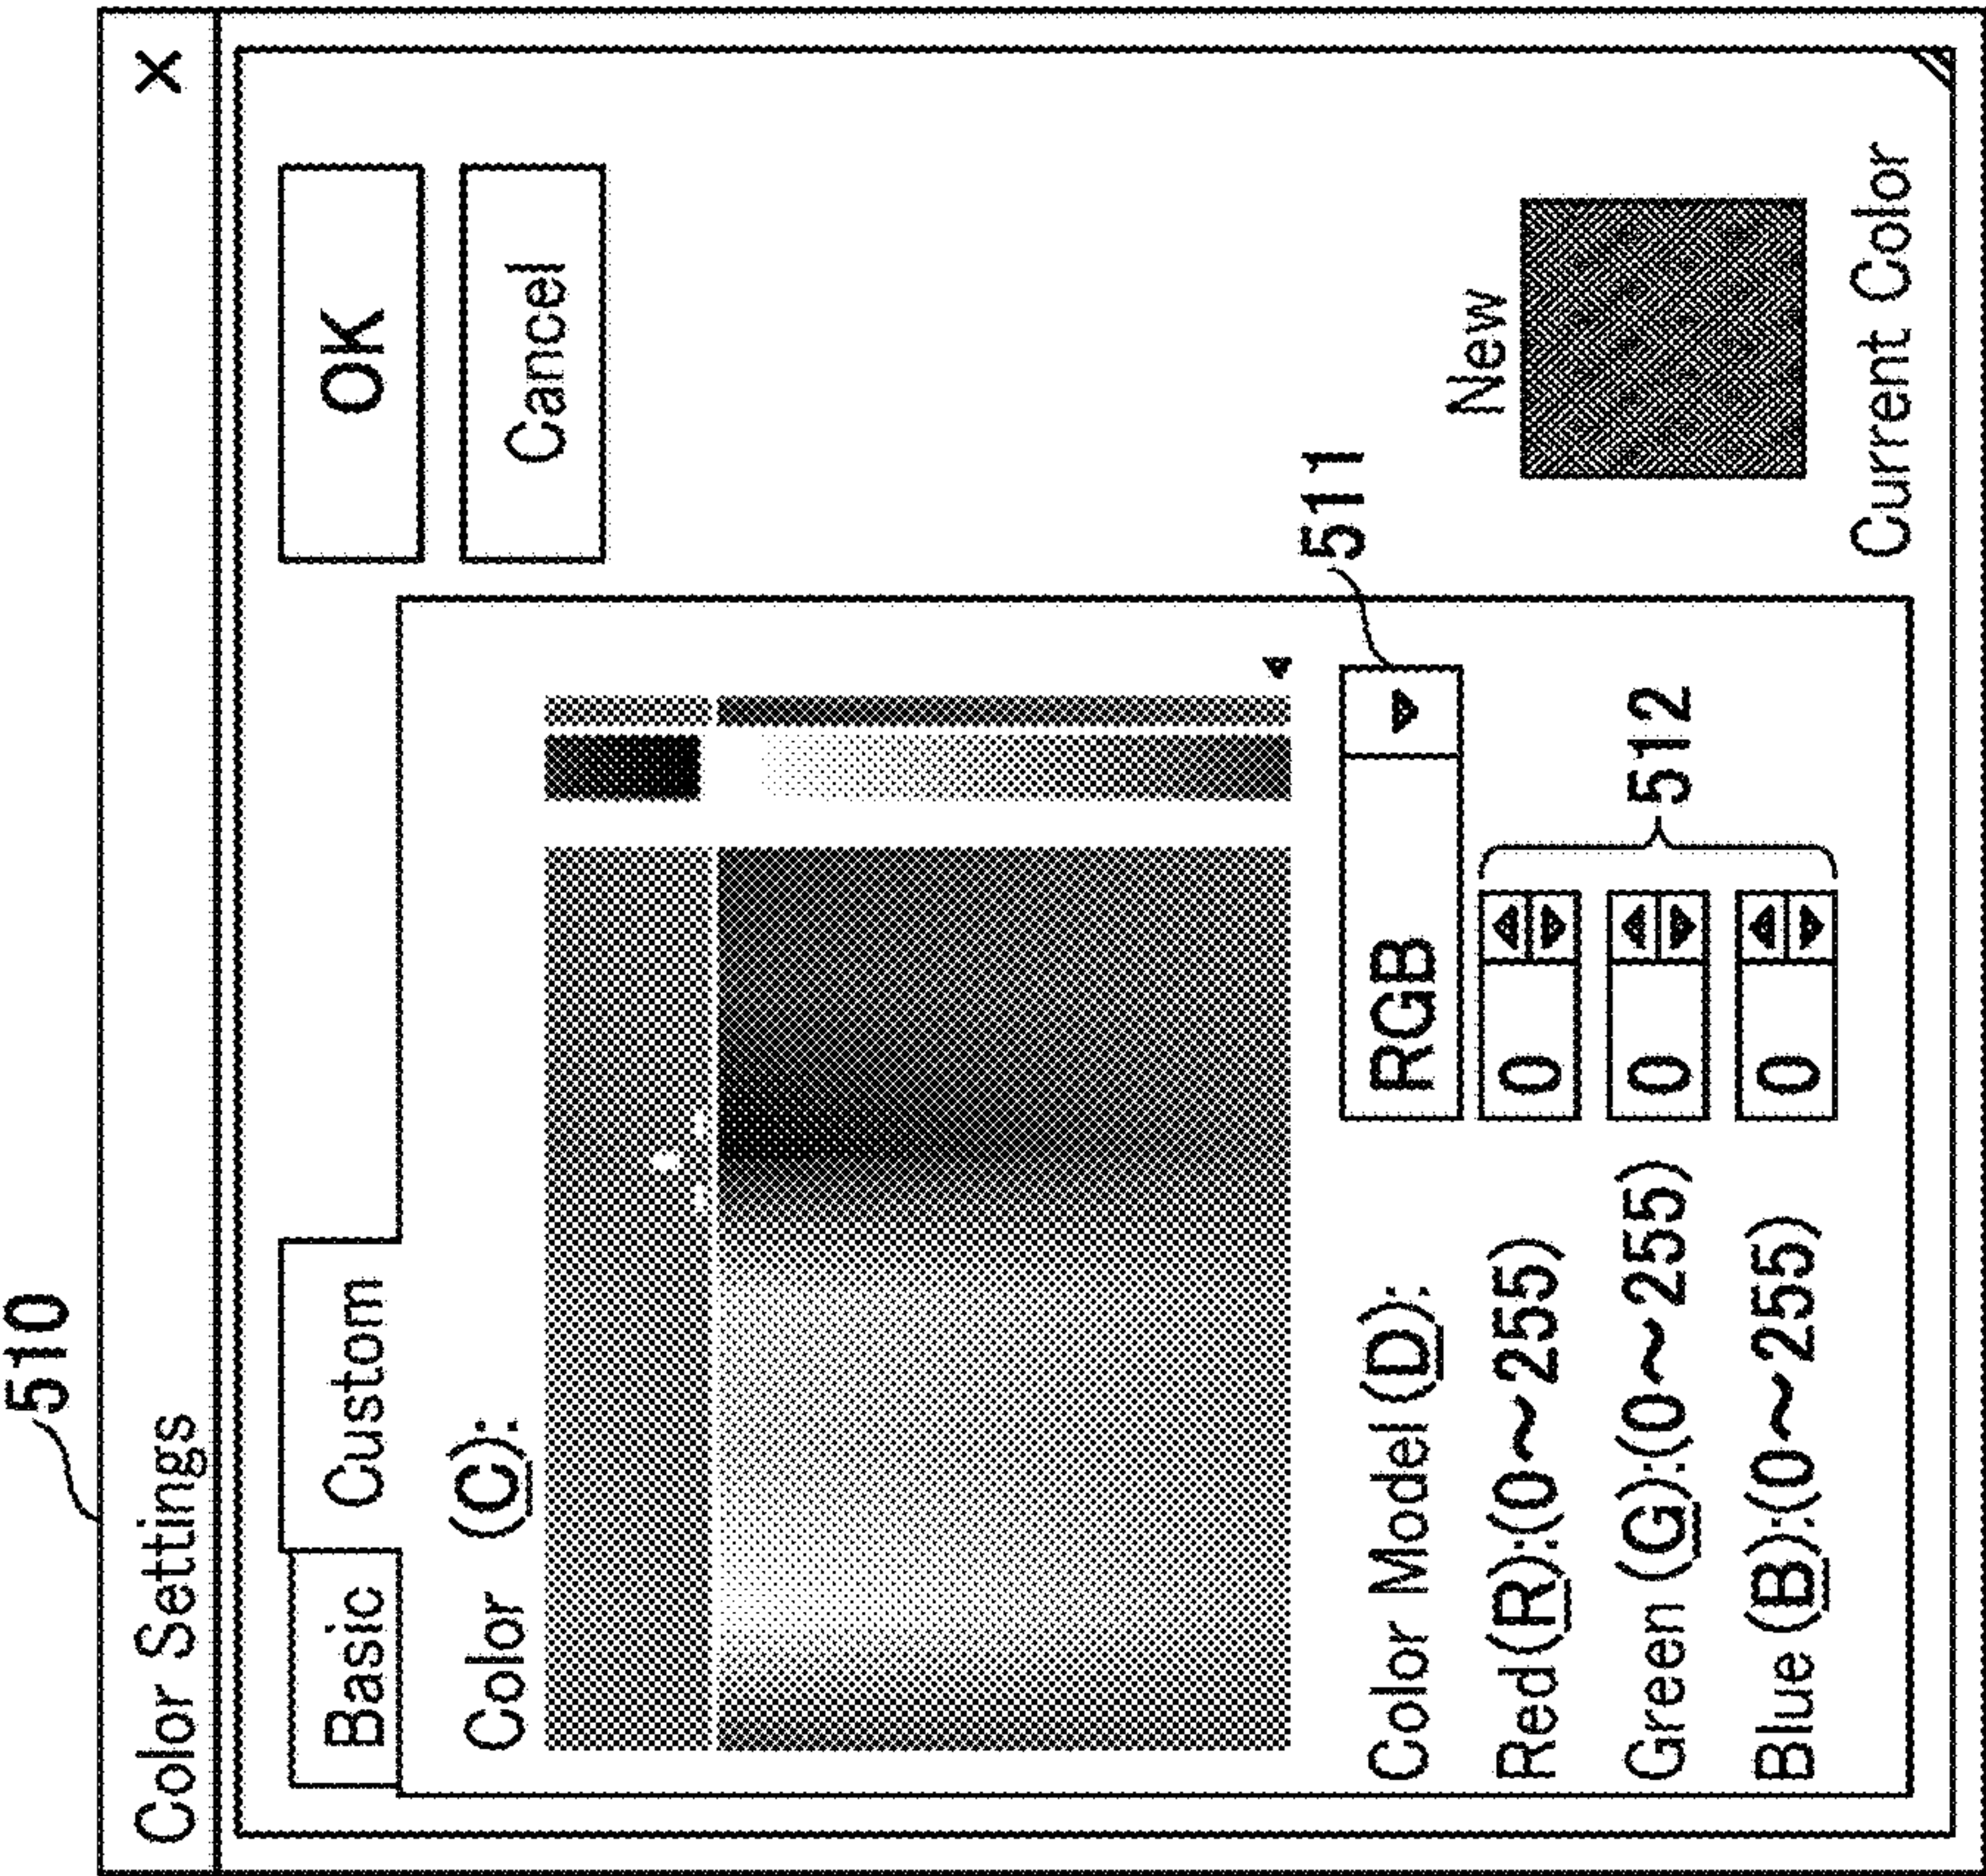 510
Color Settings X
Basic Custom
OK
Cancel
Color (C):
511
Color Model (D): RGB
Red(R):(0~255) 0
Green (G):(0~255) 0
Blue (B):(0~255) 0
512
New
Current Color